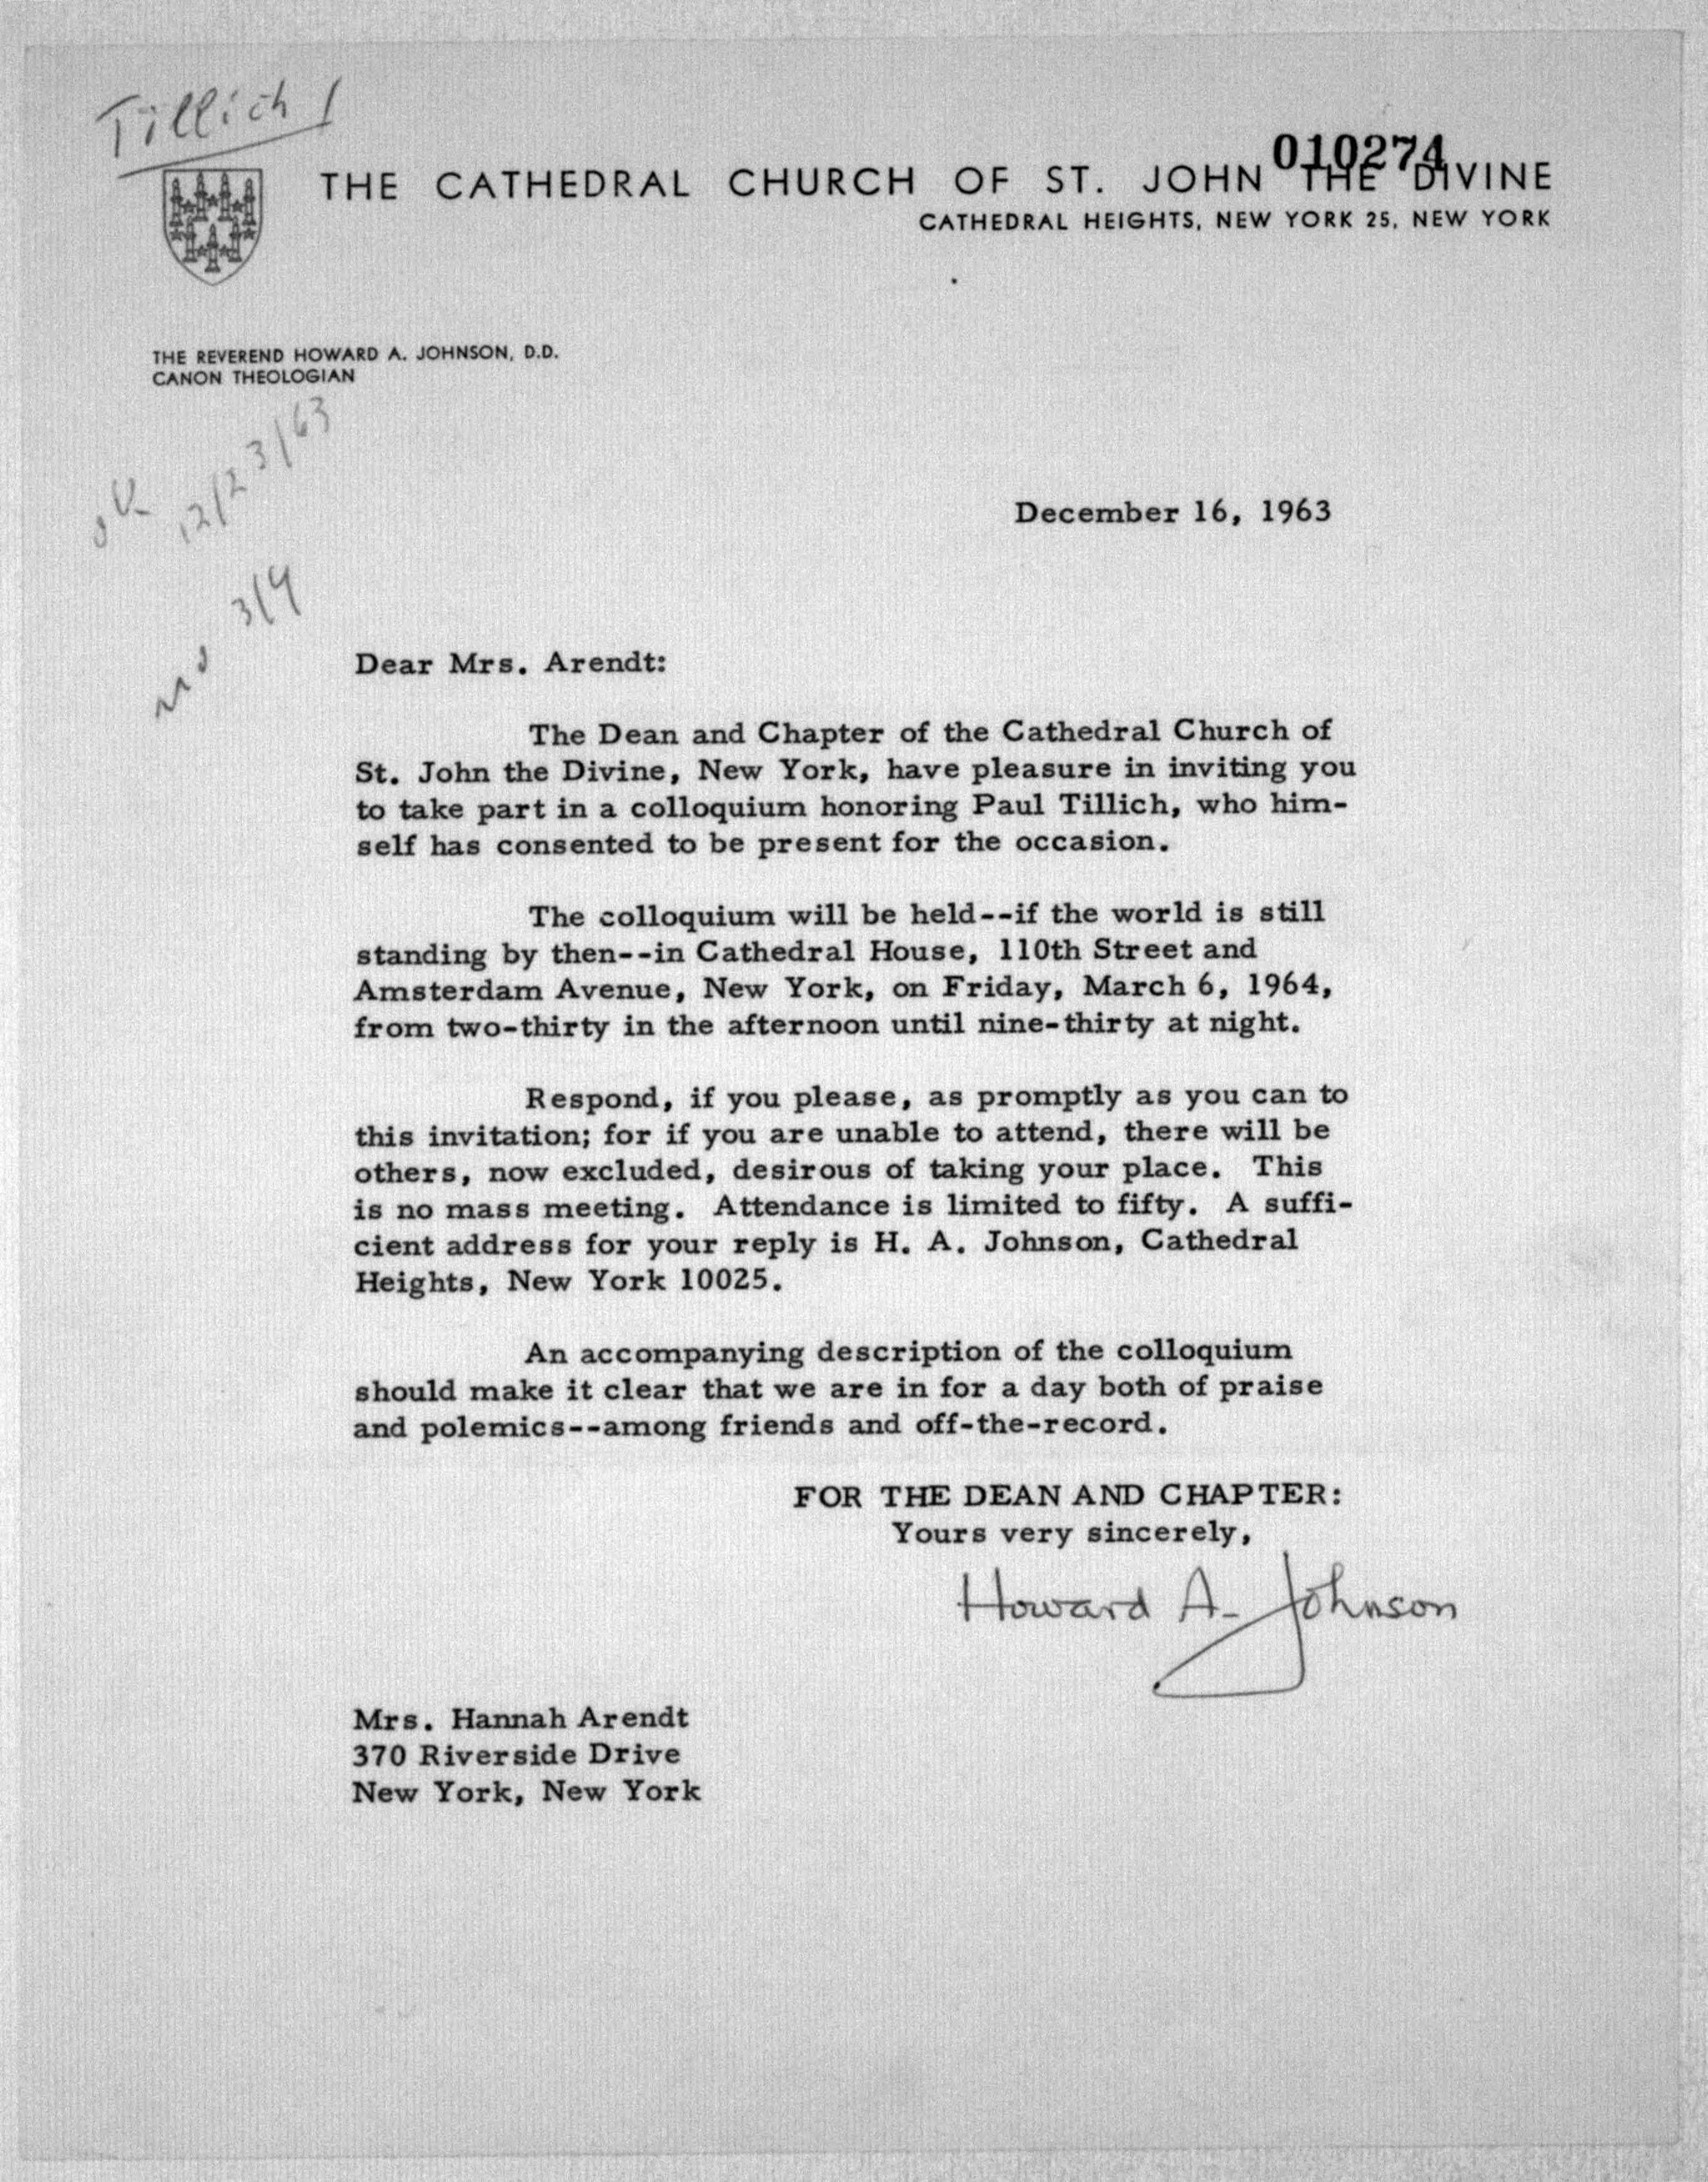 Tillich
010274
THE CATHEDRAL CHURCH OF ST. JOHN THE DIVINE
CATHEDRAL HEIGHTS, NEW YORK 25, NEW YORK
THE REVEREND HOWARD A. JOHNSON, D.D.
CANON THEOLOGIAN
ok 12/23/63
no 3/4
December 16, 1963
Dear Mrs. Arendt:
The Dean and Chapter of the Cathedral Church of
St. John the Divine, New York, have pleasure in inviting you
to take part in a colloquium honoring Paul Tillich, who him-
self has consented to be present for the occasion.
The colloquium will be held--if the world is still
standing by then--in Cathedral House, 110th Street and
Amsterdam Avenue, New York, on Friday, March 6, 1964,
from two-thirty in the afternoon until nine-thirty at night.
Respond, if you please, as promptly as you can to
this invitation; for if you are unable to attend, there will be
others, now excluded, desirous of taking your place. This
is no mass meeting. Attendance is limited to fifty. A suffi-
cient address for your reply is H. A. Johnson, Cathedral
Heights, New York 10025.
An accompanying description of the colloquium
should make it clear that we are in for a day both of praise
and polemics--among friends and off-the-record.
FOR THE DEAN AND CHAPTER:
Yours very sincerely,
Howard A. Johnson
Mrs. Hannah Arendt
370 Riverside Drive
New York, New York